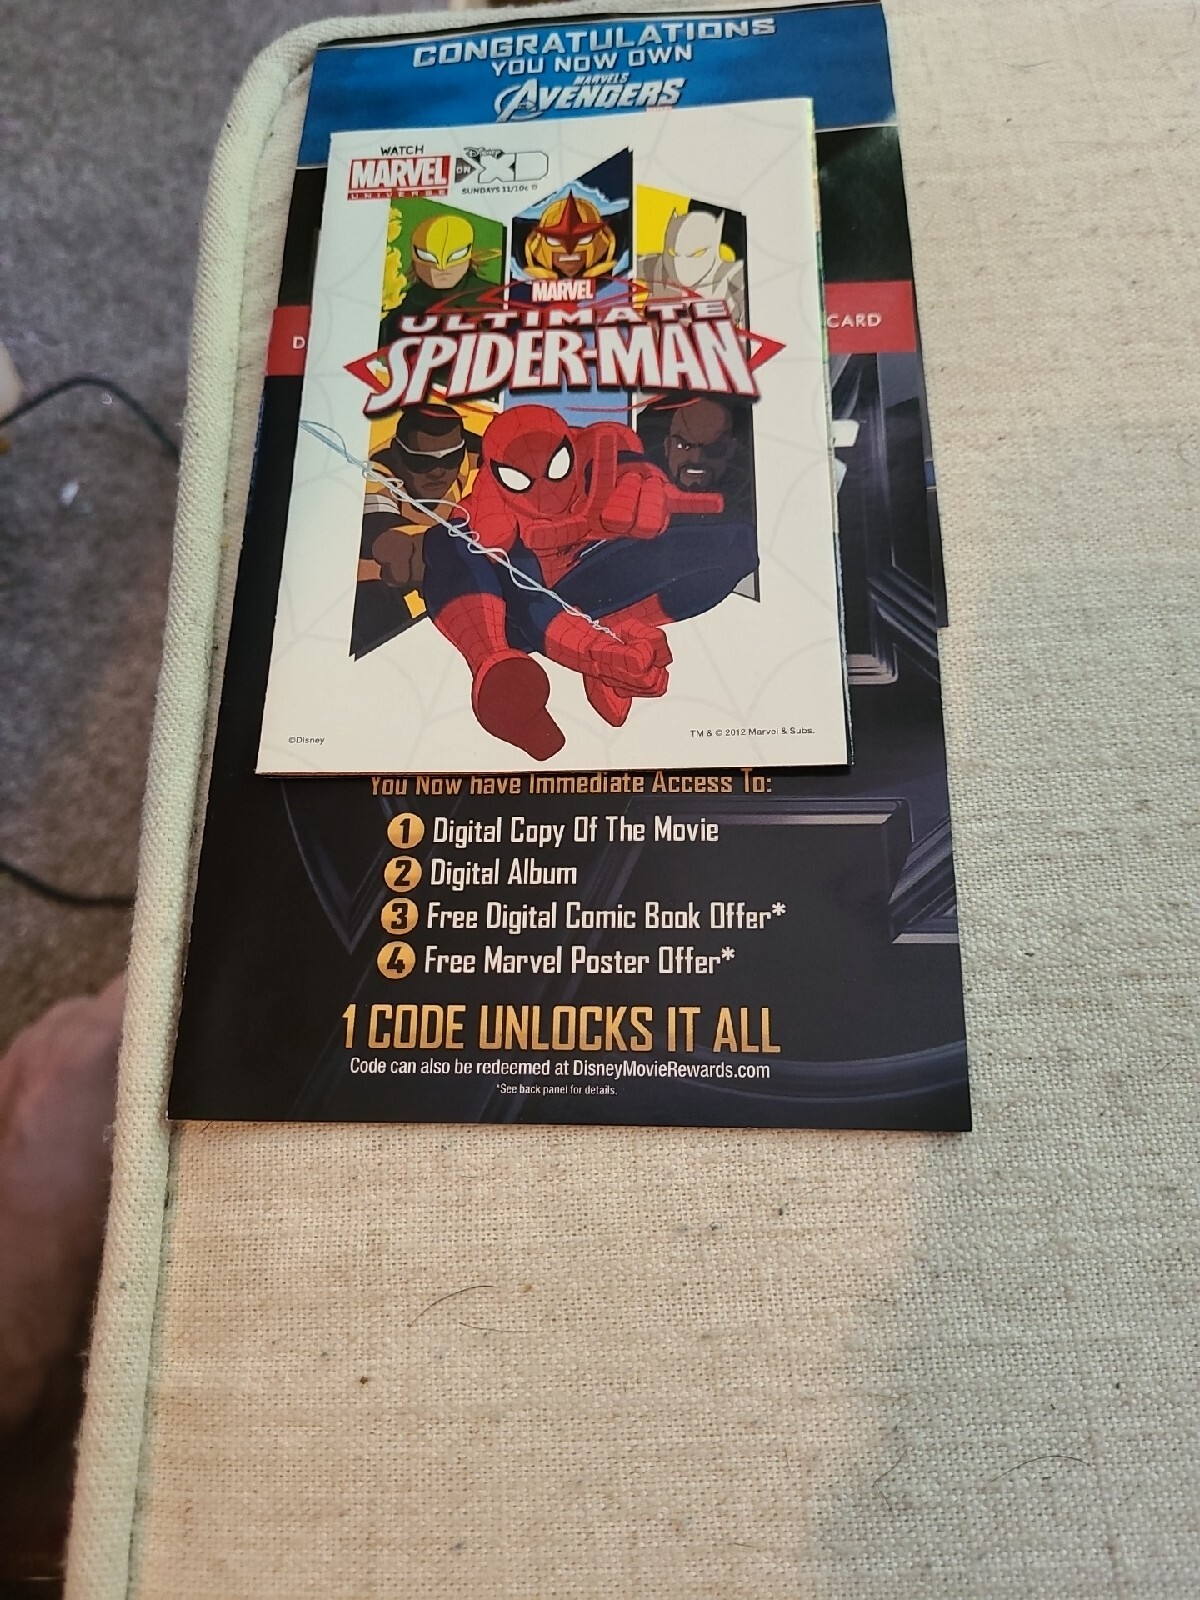 CONGRATULATIONS
YOU NOW OWN
MARVEL'S
AVENGERS
WATCH
MARVEL
UNIVERSE
ON
Disney
XD
SUNDAYS 11/10c
MARVEL
ULTIMATE
SPIDER-MAN
D
CARD
©Disney
TM & © 2012 Marvel & Subs.
You Now have Immediate Access To:
1 Digital Copy Of The Movie
2 Digital Album
3 Free Digital Comic Book Offer*
4 Free Marvel Poster Offer*
1 CODE UNLOCKS IT ALL
Code can also be redeemed at DisneyMovieRewards.com
*See back panel for details.